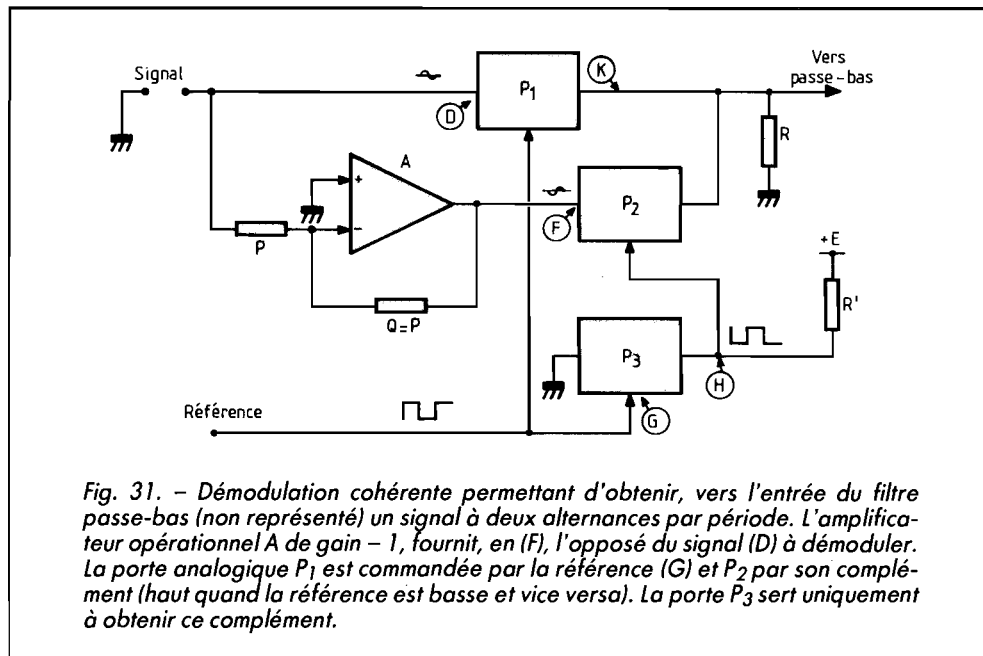 Signal
D
P1
K
Vers
passe-bas
R
A
+
−
P
Q=P
F
P2
+E
R'
P3
H
G
Référence
Fig. 31. – Démodulation cohérente permettant d'obtenir, vers l'entrée du filtre
passe-bas (non représenté) un signal à deux alternances par période. L'amplifica-
teur opérationnel A de gain – 1, fournit, en (F), l'opposé du signal (D) à démoduler.
La porte analogique P1 est commandée par la référence (G) et P2 par son complé-
ment (haut quand la référence est basse et vice versa). La porte P3 sert uniquement
à obtenir ce complément.